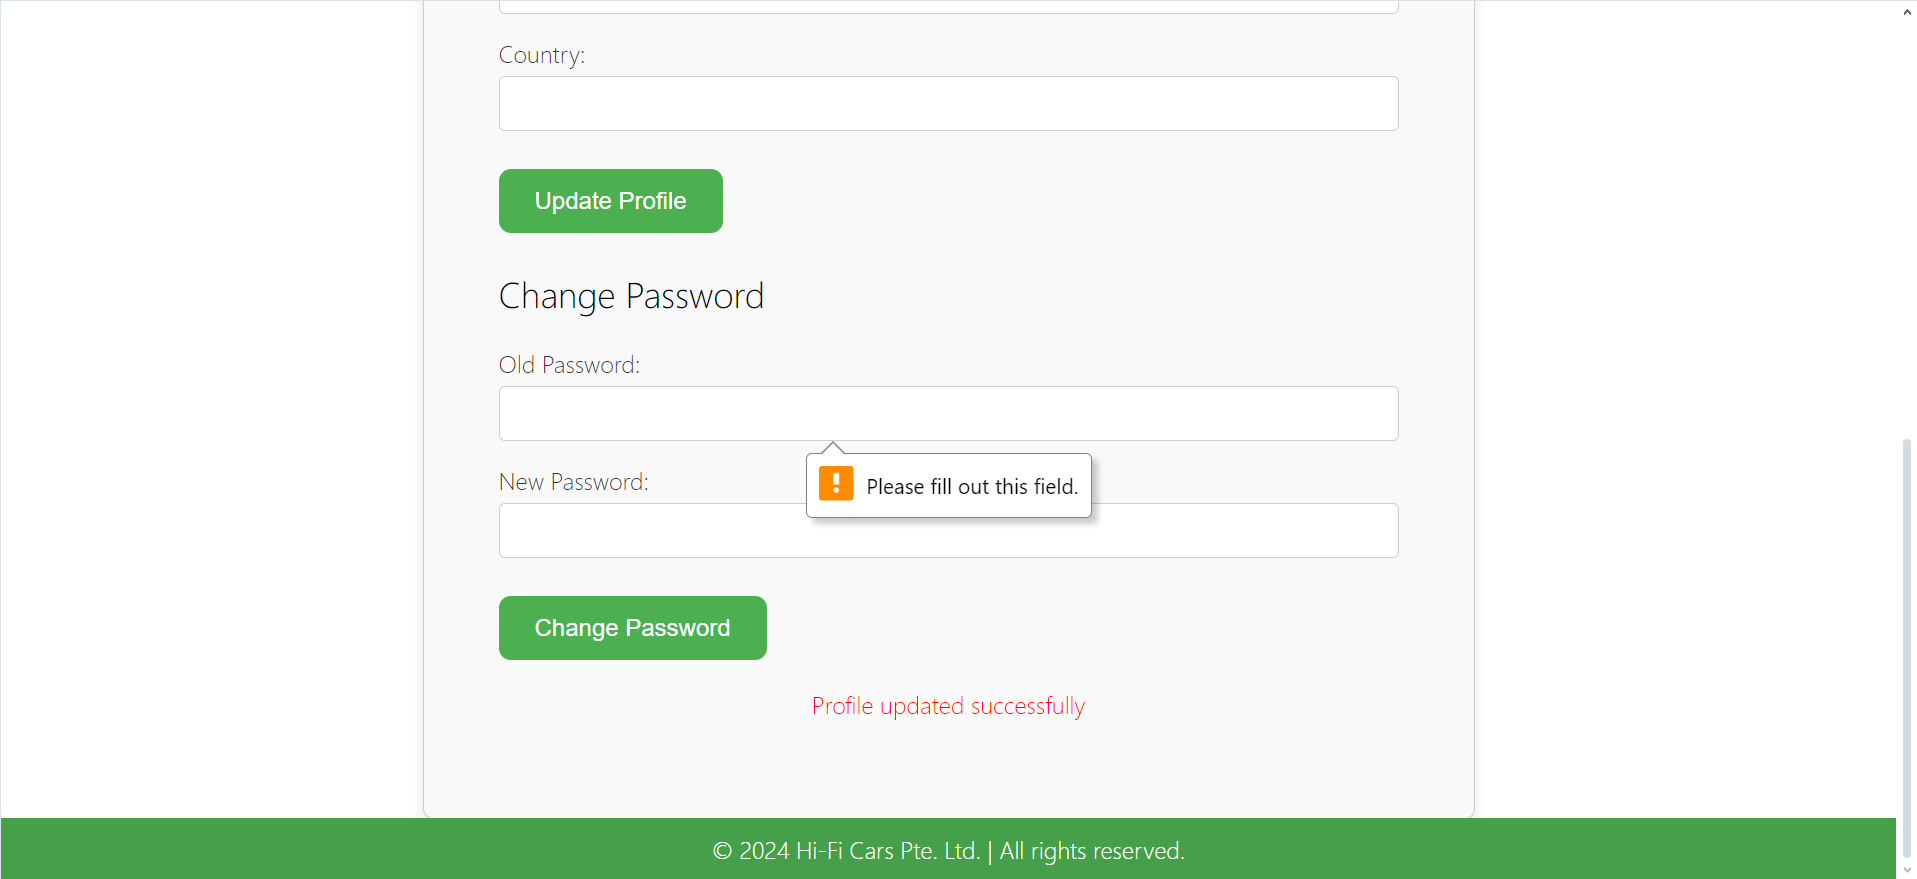 Country:
Update Profile
Change Password
Old Password:
Please fill out this field.
New Password:
Change Password
Profile updated successfully
© 2024 Hi-Fi Cars Pte. Ltd. | All rights reserved.